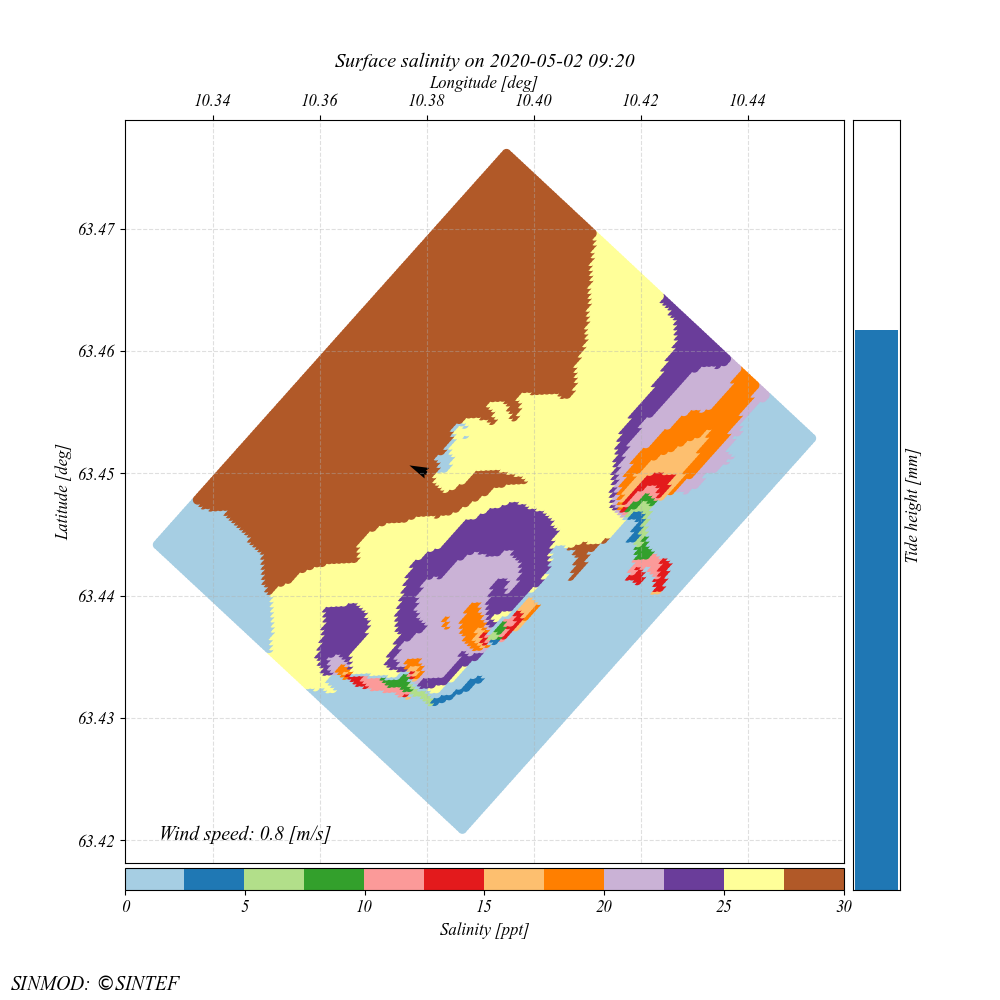 Surface salinity on 2020-05-02 09:20
Longitude [deg]
10.34 10.36 10.38 10.40 10.42 10.44
63.47
63.46
63.45
63.44
63.43
63.42
Latitude [deg]
Tide height [mm]
Wind speed: 0.8 [m/s]
0 5 10 15 20 25 30
Salinity [ppt]
SINMOD: ©SINTEF